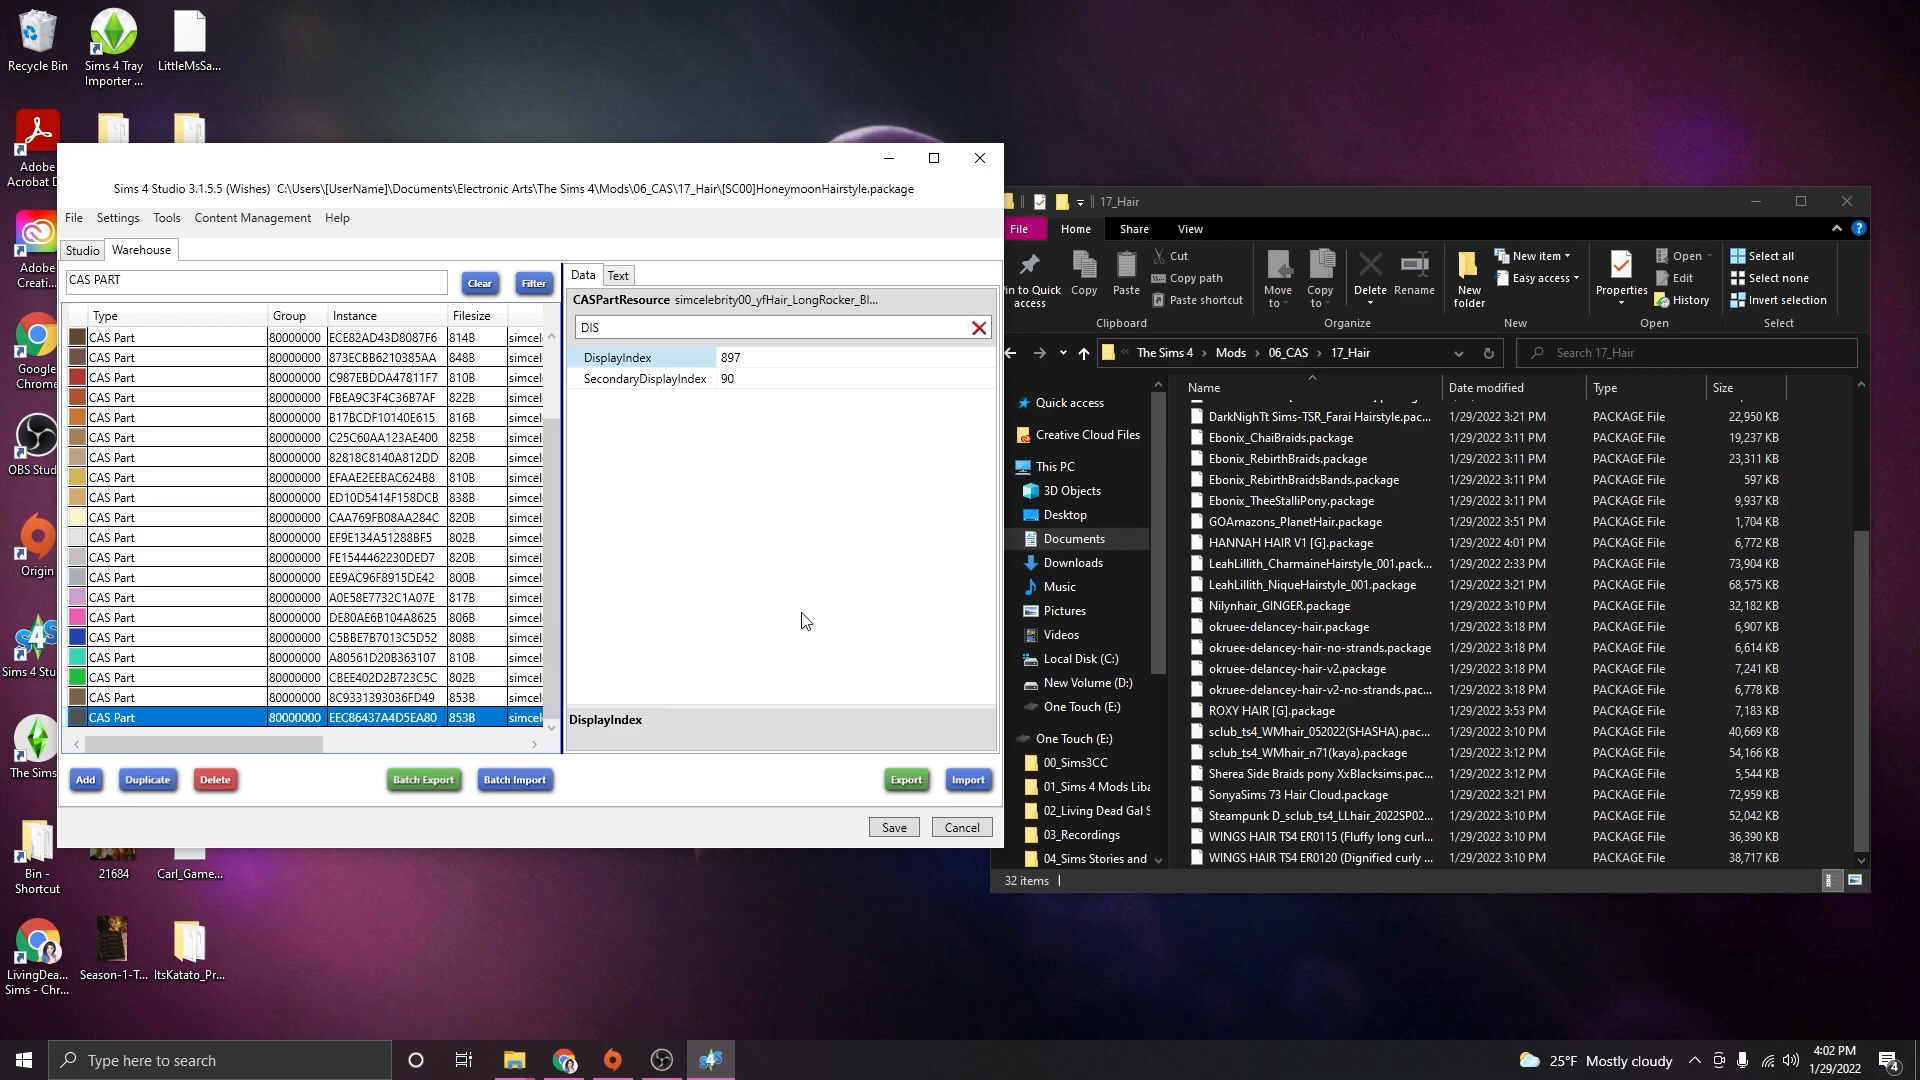 Recycle Bin
Sims 4 Tray
Importer ...
LittleMsSa...
Adobe
Acrobat D
Adobe
Creati...
Google
Chrome
OBS Stud
Origin
Sims 4 Stu
The Sims
Bin -
Shortcut
21684
Carl_Game...
LivingDea...
Sims - Chr...
Season-1-T...
ItsKatato_Pr...
Sims 4 Studio 3.1.5.5 (Wishes) C:\Users\[UserName]\Documents\Electronic Arts\The Sims 4\Mods\06_CAS\17_Hair\[SC00]HoneymoonHairstyle.package
File Settings Tools Content Management Help
Studio Warehouse
CAS PART
Clear Filter
Type Group Instance Filesize
CAS Part 80000000 ECE82AD43D8087F6 814B simcel
CAS Part 80000000 873ECBB6210385AA 848B simcel
CAS Part 80000000 C987EBDDA47811F7 810B simcel
CAS Part 80000000 FBEA9C3F4C36B7AF 822B simcel
CAS Part 80000000 B17BCDF10140E615 816B simcel
CAS Part 80000000 C25C60AA123AE400 825B simcel
CAS Part 80000000 82818C8140A812DD 820B simcel
CAS Part 80000000 EFAAE2EEBAC624B8 810B simcel
CAS Part 80000000 ED10D5414F158DCB 838B simcel
CAS Part 80000000 CAA769FB08AA284C 820B simcel
CAS Part 80000000 EF9E134A51288BF5 802B simcel
CAS Part 80000000 FE1544462230DED7 820B simcel
CAS Part 80000000 EE9AC96F8915DE42 800B simcel
CAS Part 80000000 A0E58E7732C1A07E 817B simcel
CAS Part 80000000 DE80AE6B104A8625 806B simcel
CAS Part 80000000 C5BBE7B7013C5D52 808B simcel
CAS Part 80000000 A80561D20B363107 810B simcel
CAS Part 80000000 CBEE402D2B723C5C 802B simcel
CAS Part 80000000 8C9331393036FD49 853B simcel
CAS Part 80000000 EEC86437A4D5EA80 853B simcel
Add Duplicate Delete Batch Export Batch Import
Data Text
CASPartResource simcelebrity00_yfHair_LongRocker_Bl...
DIS
DisplayIndex 897
SecondaryDisplayIndex 90
DisplayIndex
Export Import
Save Cancel
17_Hair
File Home Share View
in to Quick
access
Copy
Paste
Cut
Copy path
Paste shortcut
Clipboard
Move
to
Copy
to
Delete
Rename
Organize
New
folder
New item
Easy access
New
Properties
Open
Edit
History
Open
Select all
Select none
Invert selection
Select
The Sims 4 Mods 06_CAS 17_Hair
Search 17_Hair
Quick access
Creative Cloud Files
This PC
3D Objects
Desktop
Documents
Downloads
Music
Pictures
Videos
Local Disk (C:)
New Volume (D:)
One Touch (E:)
One Touch (E:)
00_Sims3CC
01_Sims 4 Mods Liba
02_Living Dead Gal S
03_Recordings
04_Sims Stories and
Name Date modified Type Size
DarkNighTt Sims-TSR_Farai Hairstyle.pac... 1/29/2022 3:21 PM PACKAGE File 22,950 KB
Ebonix_ChaiBraids.package 1/29/2022 3:11 PM PACKAGE File 19,237 KB
Ebonix_RebirthBraids.package 1/29/2022 3:11 PM PACKAGE File 23,311 KB
Ebonix_RebirthBraidsBands.package 1/29/2022 3:11 PM PACKAGE File 597 KB
Ebonix_TheeStalliPony.package 1/29/2022 3:11 PM PACKAGE File 9,937 KB
GOAmazons_PlanetHair.package 1/29/2022 3:51 PM PACKAGE File 1,704 KB
HANNAH HAIR V1 [G].package 1/29/2022 4:01 PM PACKAGE File 6,772 KB
LeahLillith_CharmaineHairstyle_001.pack... 1/29/2022 2:33 PM PACKAGE File 73,904 KB
LeahLillith_NiqueHairstyle_001.package 1/29/2022 3:21 PM PACKAGE File 68,575 KB
Nilynhair_GINGER.package 1/29/2022 3:10 PM PACKAGE File 32,182 KB
okruee-delancey-hair.package 1/29/2022 3:18 PM PACKAGE File 6,907 KB
okruee-delancey-hair-no-strands.package 1/29/2022 3:18 PM PACKAGE File 6,614 KB
okruee-delancey-hair-v2.package 1/29/2022 3:18 PM PACKAGE File 7,241 KB
okruee-delancey-hair-v2-no-strands.pac... 1/29/2022 3:18 PM PACKAGE File 6,778 KB
ROXY HAIR [G].package 1/29/2022 3:53 PM PACKAGE File 7,183 KB
sclub_ts4_WMhair_052022(SHASHA).pac... 1/29/2022 3:10 PM PACKAGE File 40,669 KB
sclub_ts4_WMhair_n71(kaya).package 1/29/2022 3:12 PM PACKAGE File 54,166 KB
Sherea Side Braids pony XxBlacksims.pac... 1/29/2022 3:12 PM PACKAGE File 5,544 KB
SonyaSims 73 Hair Cloud.package 1/29/2022 3:21 PM PACKAGE File 72,959 KB
Steampunk D_sclub_ts4_LLhair_2022SP02... 1/29/2022 3:10 PM PACKAGE File 52,042 KB
WINGS HAIR TS4 ER0115 (Fluffy long curl... 1/29/2022 3:10 PM PACKAGE File 36,390 KB
WINGS HAIR TS4 ER0120 (Dignified curly ... 1/29/2022 3:10 PM PACKAGE File 38,717 KB
32 items
Type here to search
25°F Mostly cloudy
4:02 PM
1/29/2022
4